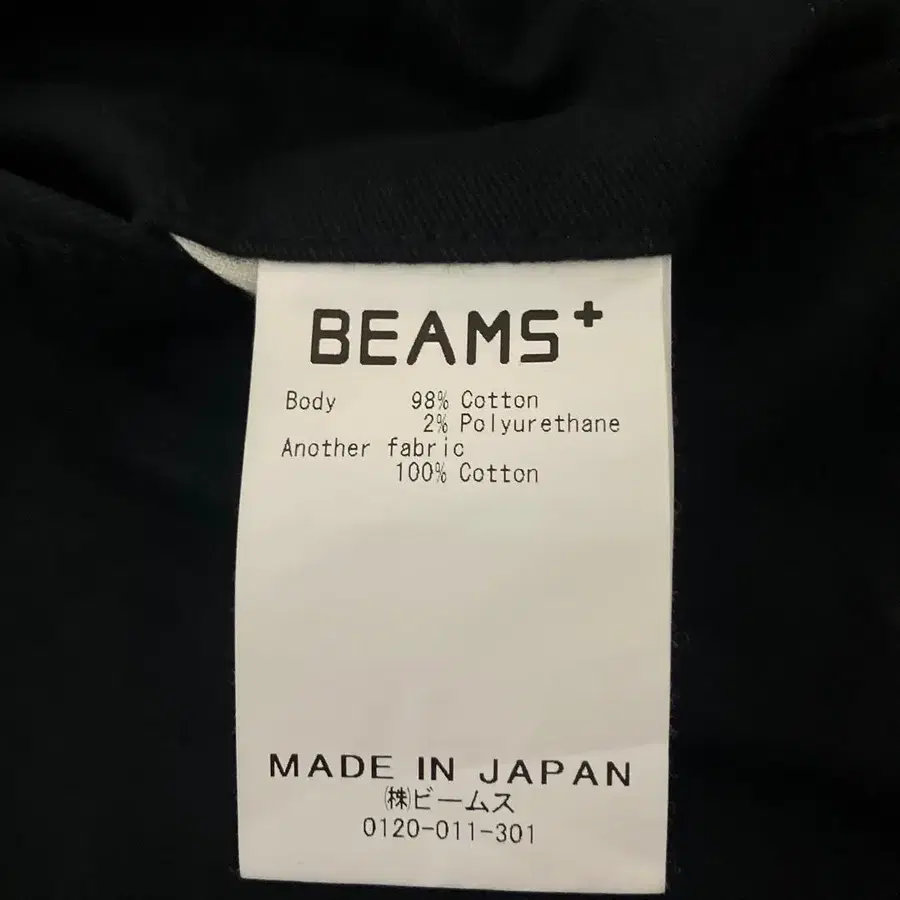 BEAMS+
Body 98% Cotton
2% Polyurethane
Another fabric
100% Cotton
MADE IN JAPAN
㈱ビームス
0120-011-301